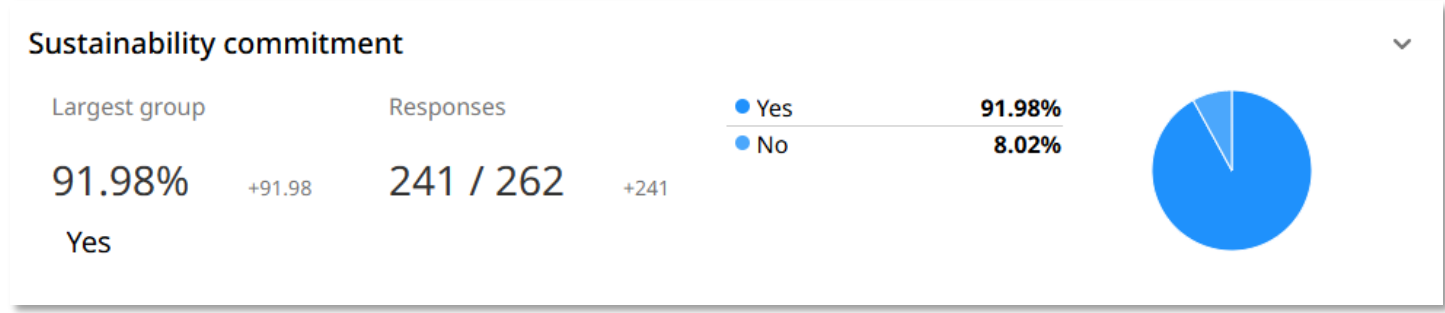 Sustainability commitment
Largest group
91.98% +91.98
Yes
Responses
241 / 262 +241
Yes 91.98%
No 8.02%